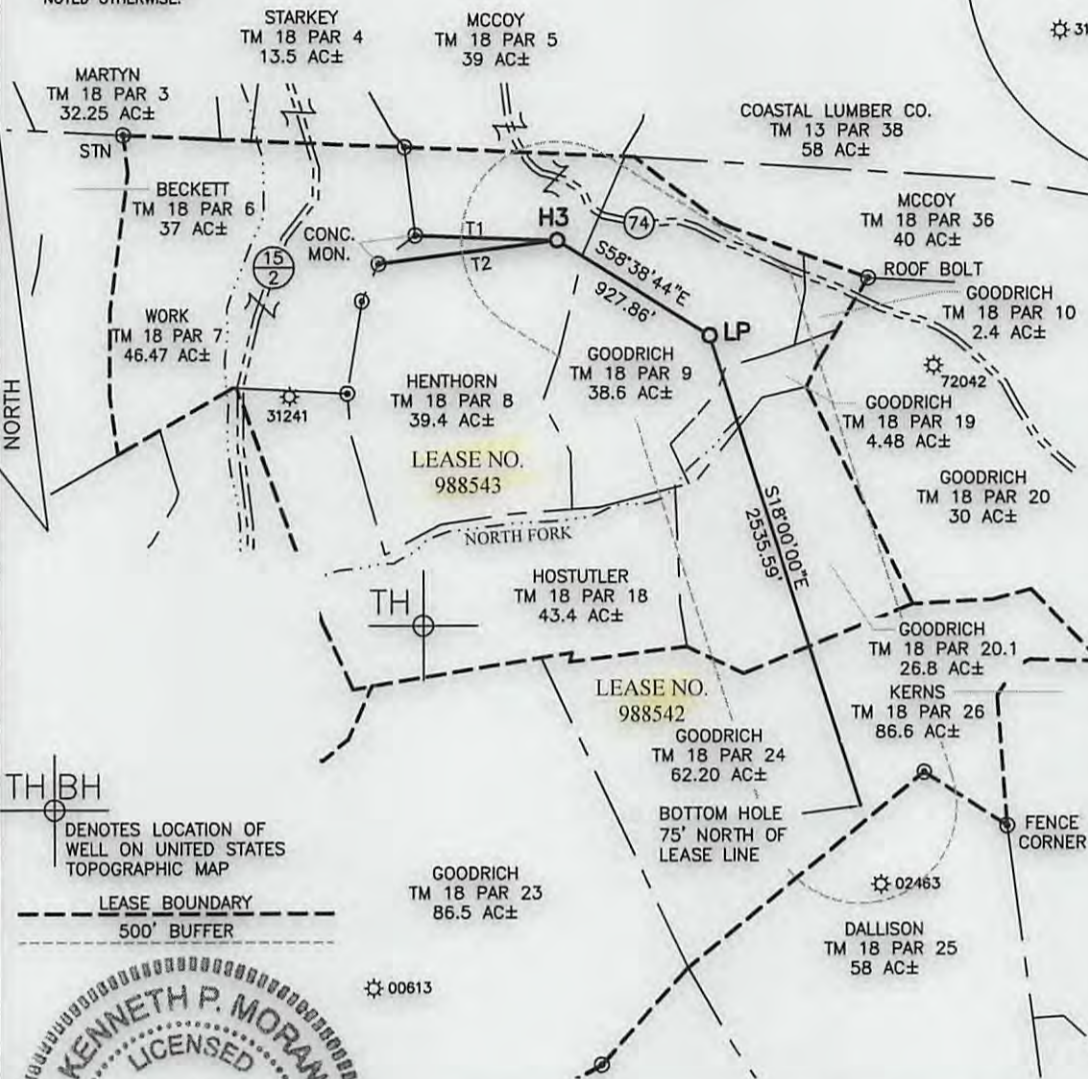 NOTED OTHERWISE.
STARKEY
TM 18 PAR 4
13.5 AC±
MCCOY
TM 18 PAR 5
39 AC±
31
MARTYN
TM 18 PAR 3
32.25 AC±
STN
COASTAL LUMBER CO.
TM 13 PAR 38
58 AC±
BECKETT
TM 18 PAR 6
37 AC±
CONC.
MON.
T1
T2
H3
74
MCCOY
TM 18 PAR 36
40 AC±
ROOF BOLT
15
2
S58°38'44"E
927.86'
LP
GOODRICH
TM 18 PAR 10
2.4 AC±
WORK
TM 18 PAR 7
46.47 AC±
NORTH
31241
HENTHORN
TM 18 PAR 8
39.4 AC±
GOODRICH
TM 18 PAR 9
38.6 AC±
72042
GOODRICH
TM 18 PAR 19
4.48 AC±
LEASE NO.
988543
GOODRICH
TM 18 PAR 20
30 AC±
S18°00'00"E
2535.59'
NORTH FORK
TH
HOSTUTLER
TM 18 PAR 18
43.4 AC±
GOODRICH
TM 18 PAR 20.1
26.8 AC±
LEASE NO.
988542
KERNS
TM 18 PAR 26
86.6 AC±
GOODRICH
TM 18 PAR 24
62.20 AC±
TH BH
DENOTES LOCATION OF
WELL ON UNITED STATES
TOPOGRAPHIC MAP
BOTTOM HOLE
75' NORTH OF
LEASE LINE
FENCE
CORNER
LEASE BOUNDARY
500' BUFFER
GOODRICH
TM 18 PAR 23
86.5 AC±
02463
DALLISON
TM 18 PAR 25
58 AC±
00613
KENNETH P. MORAN
LICENSED